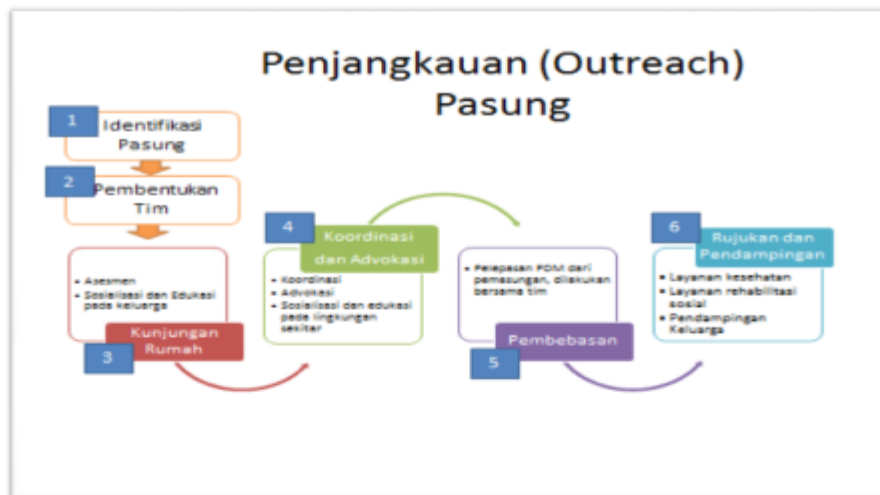 Penjangkauan (Outreach)
Pasung
1
Identifikasi
Pasung
2
Pembentukan
Tim
• Asesmen
• Sosialisasi dan Edukasi
pada keluarga
Kunjungan
Rumah
3
4
Koordinasi
dan Advokasi
• Koordinasi
• Advokasi
• Sosialisasi dan edukasi
pada lingkungan
sekitar
• Pelepasan PDM dari
pemasungan, dilakukan
bersama tim
Pembebasan
5
6
Rujukan dan
Pendampingan
• Layanan kesehatan
• Layanan rehabilitasi
sosial
• Pendampingan
Keluarga